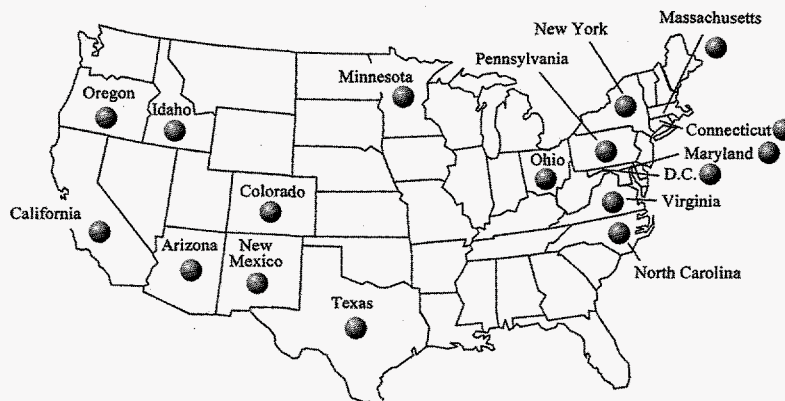 Massachusetts
New York
Pennsylvania
Minnesota
Oregon
Idaho
Connecticut
Maryland
Ohio
D.C.
Colorado
Virginia
California
Arizona
New
Mexico
North Carolina
Texas